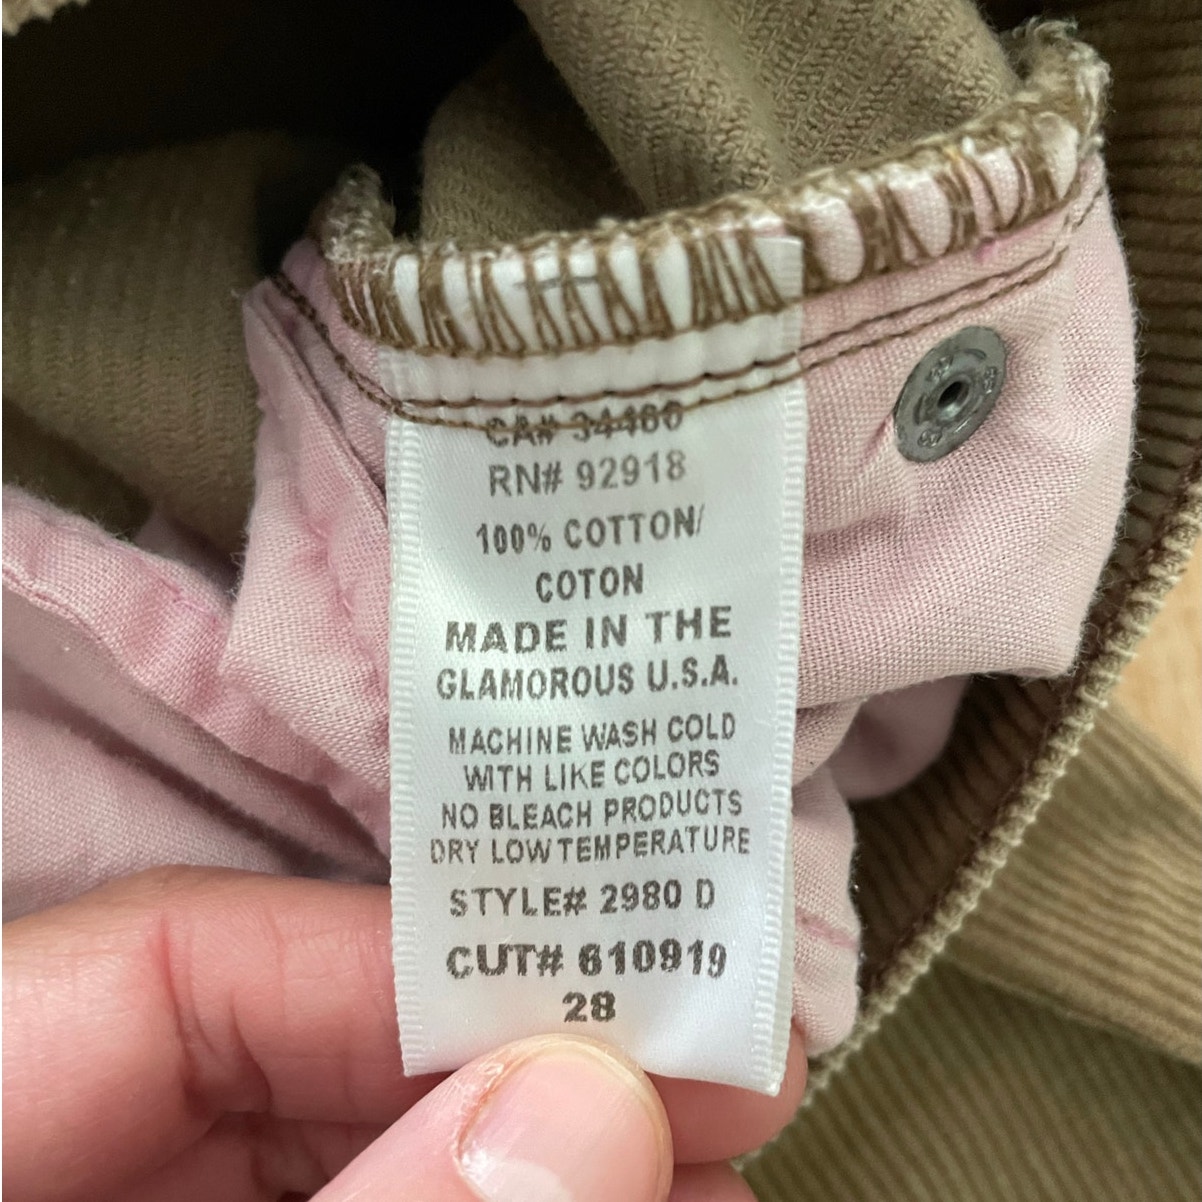 CA# 34460
RN# 92918
100% COTTON/
COTON
MADE IN THE
GLAMOROUS U.S.A.
MACHINE WASH COLD
WITH LIKE COLORS
NO BLEACH PRODUCTS
DRY LOW TEMPERATURE
STYLE# 2980 D
CUT# 610919
28